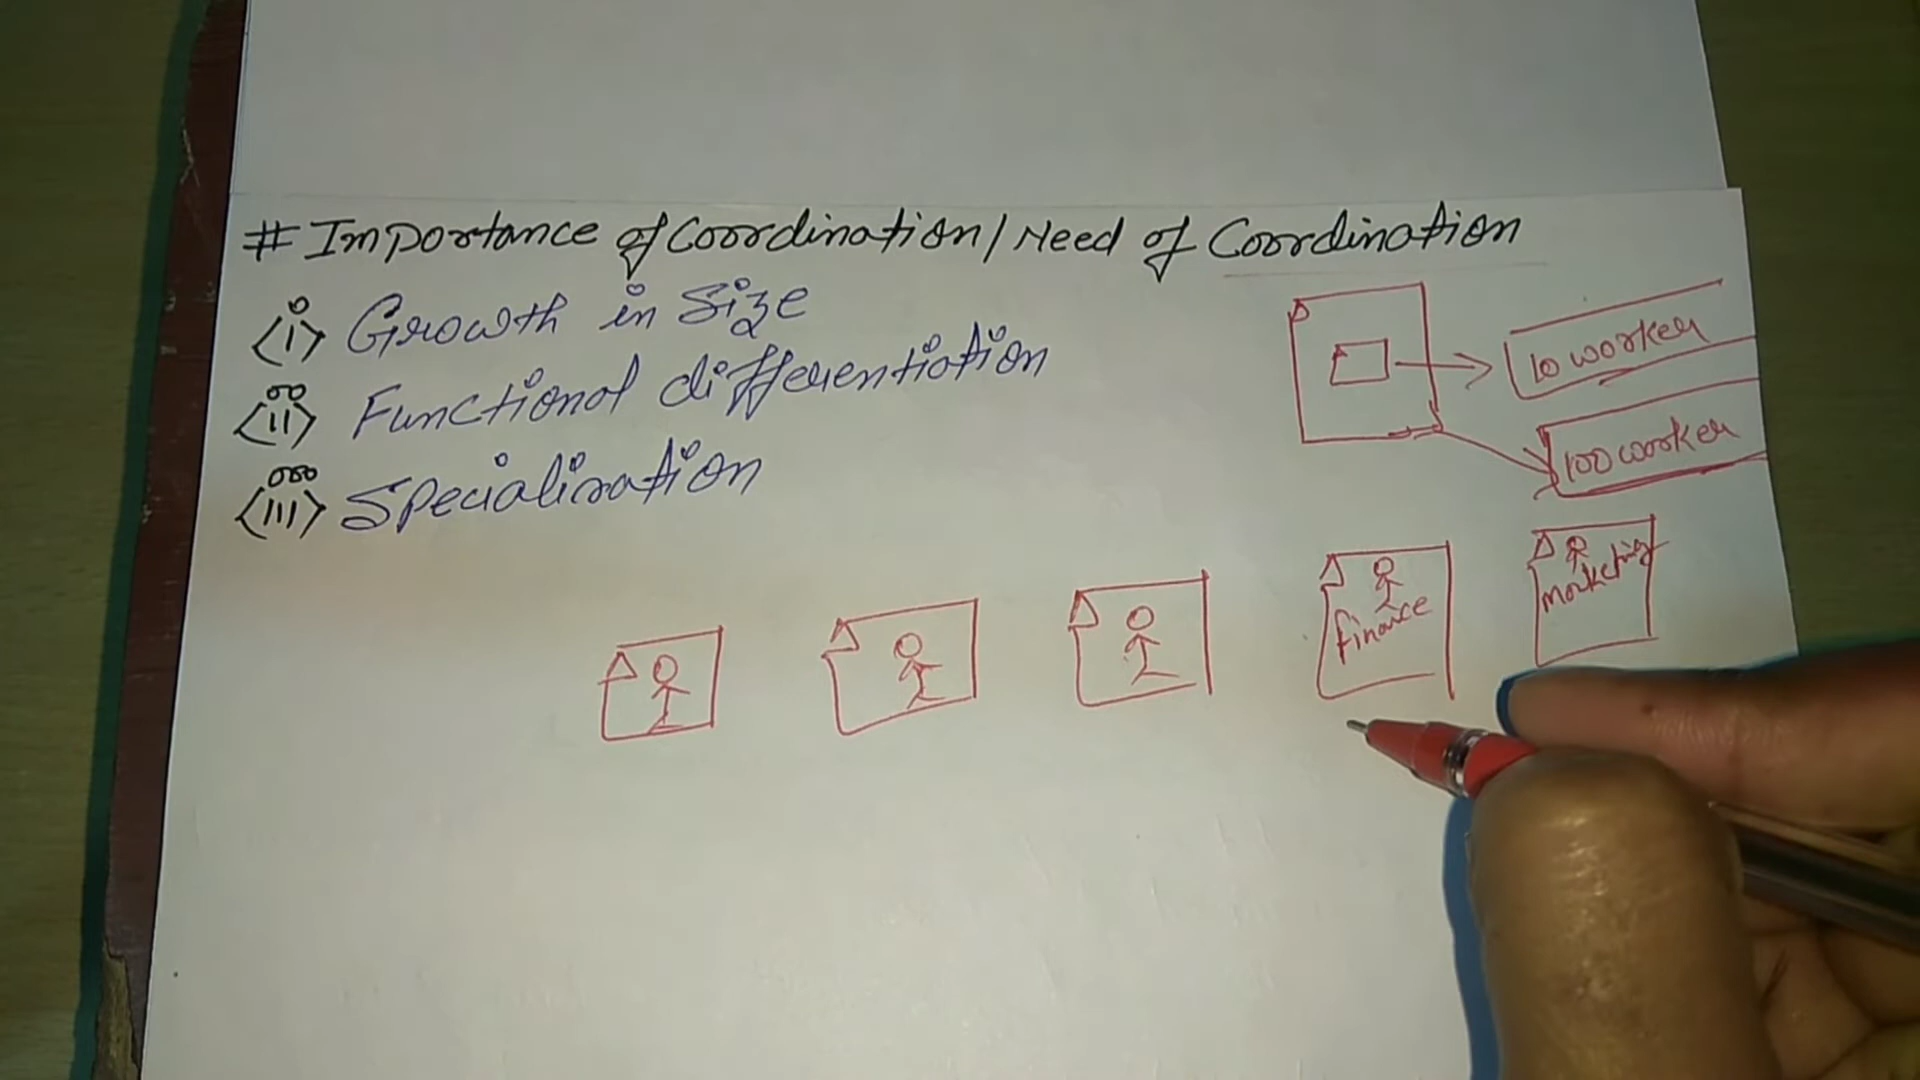 # Importance of Coordination / Need of Coordination
<i> Growth in Size
<ii> Functional differentiation
<iii> Specialisation
10 worker
100 worker
finance
marketing